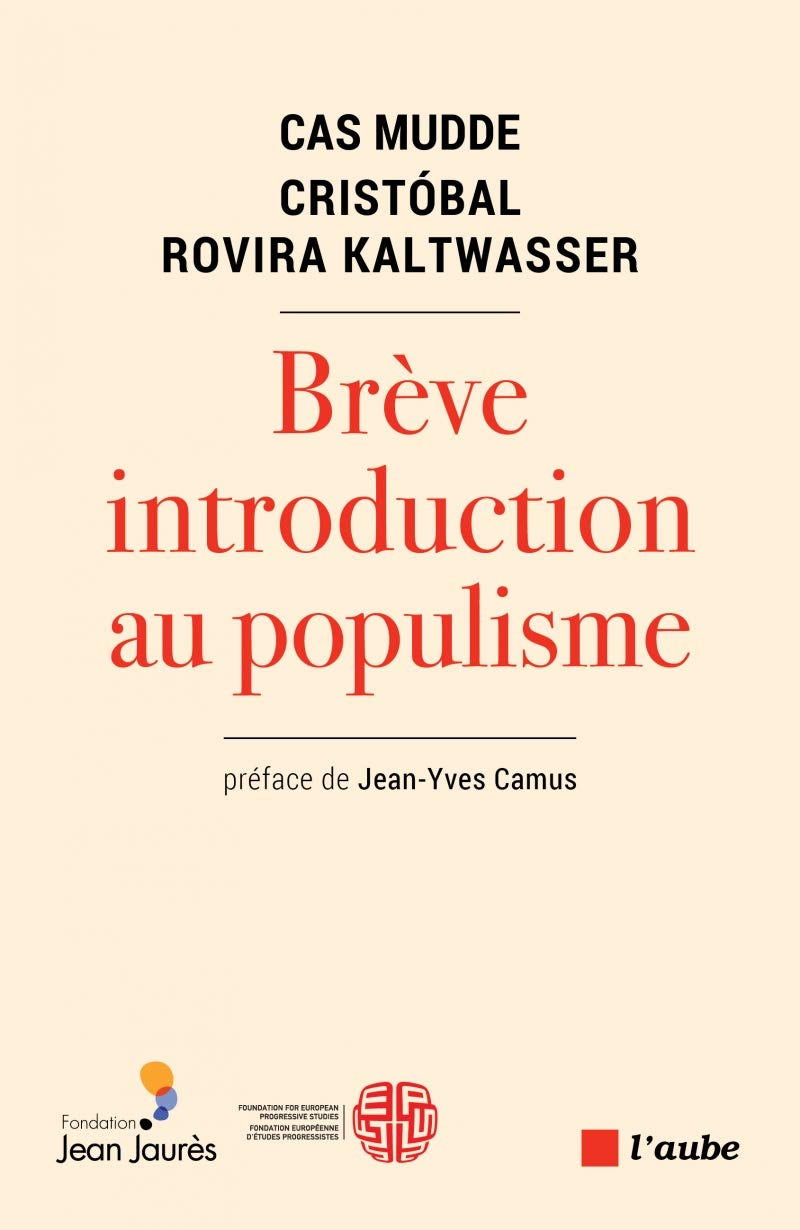 CAS MUDDE
CRISTÓBAL
ROVIRA KALTWASSER
Brève
introduction
au populisme
préface de Jean-Yves Camus
Fondation
Jean Jaurès
FOUNDATION FOR EUROPEAN
PROGRESSIVE STUDIES
FONDATION EUROPÉENNE
D'ÉTUDES PROGRESSISTES
l'aube